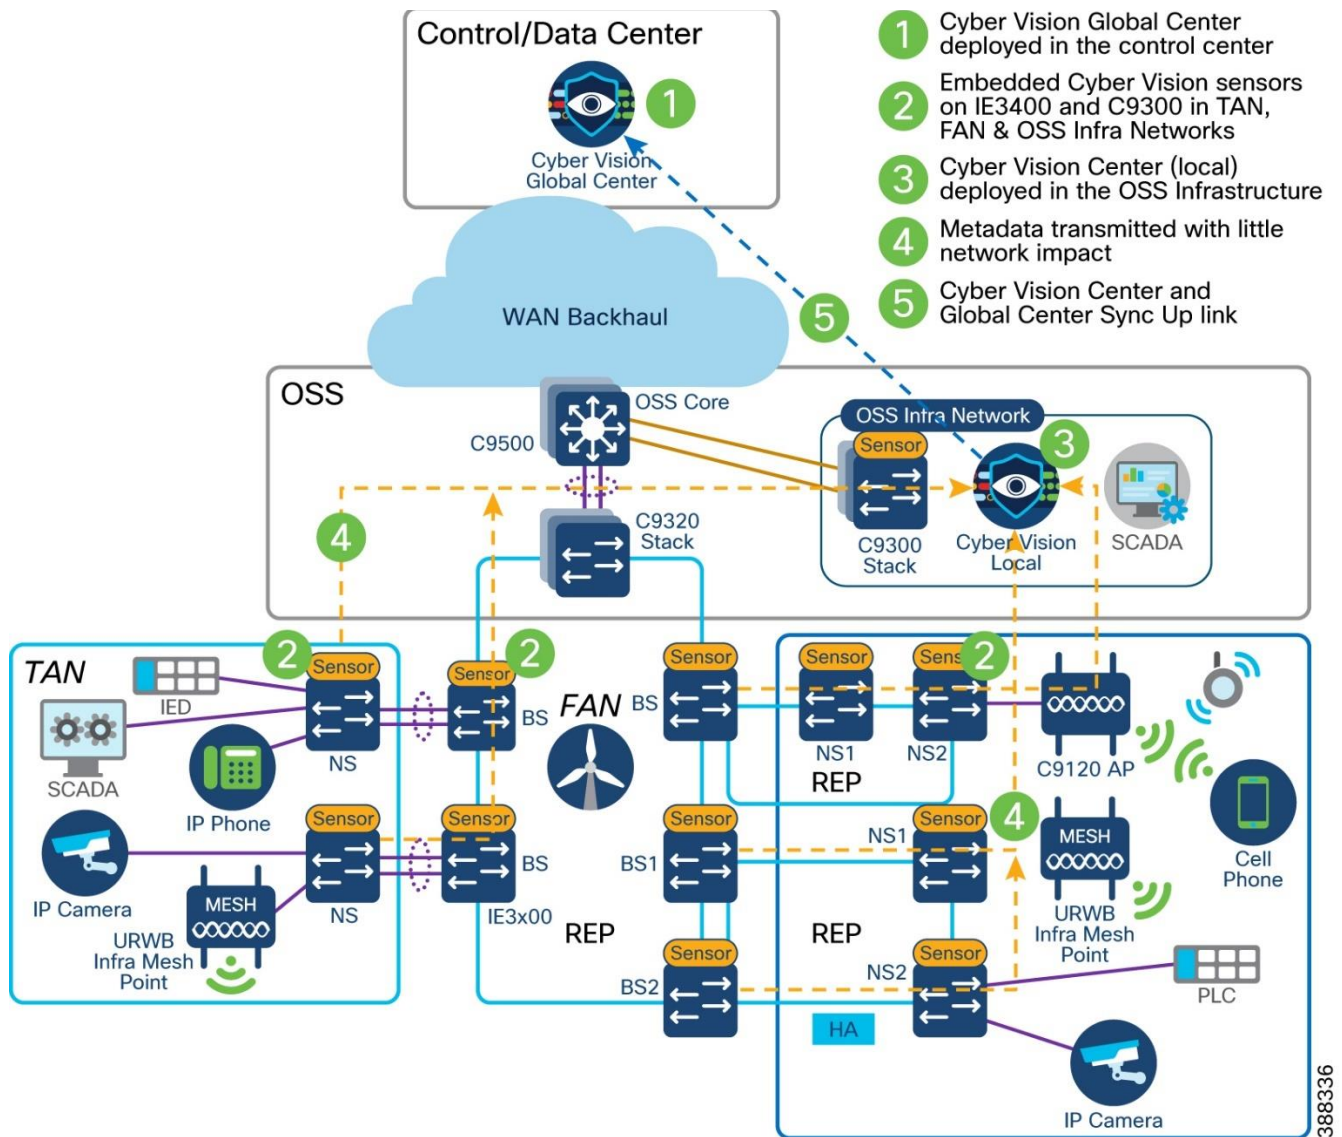 Control/Data Center
1
Cyber Vision
Global Center
1 Cyber Vision Global Center
deployed in the control center
2 Embedded Cyber Vision sensors
on IE3400 and C9300 in TAN,
FAN & OSS Infra Networks
3 Cyber Vision Center (local)
deployed in the OSS Infrastructure
4 Metadata transmitted with little
network impact
5 Cyber Vision Center and
Global Center Sync Up link
WAN Backhaul
5
OSS
OSS Core
C9500
OSS Infra Network
Sensor
3
C9320
Stack
4
C9300
Stack
Cyber Vision
Local
SCADA
TAN
2
Sensor
IED
SCADA
IP Phone
NS
Sensor
2
BS
FAN
Sensor
BS
Sensor
NS1
Sensor
2
NS2
REP
C9120 AP
Sensor
NS
IP Camera
MESH
URWB
Infra Mesh
Point
Sensor
BS
IE3x00
REP
Sensor
BS1
Sensor
NS1
4
MESH
URWB
Infra Mesh
Point
Cell
Phone
REP
Sensor
BS2
Sensor
NS2
HA
PLC
IP Camera
388336